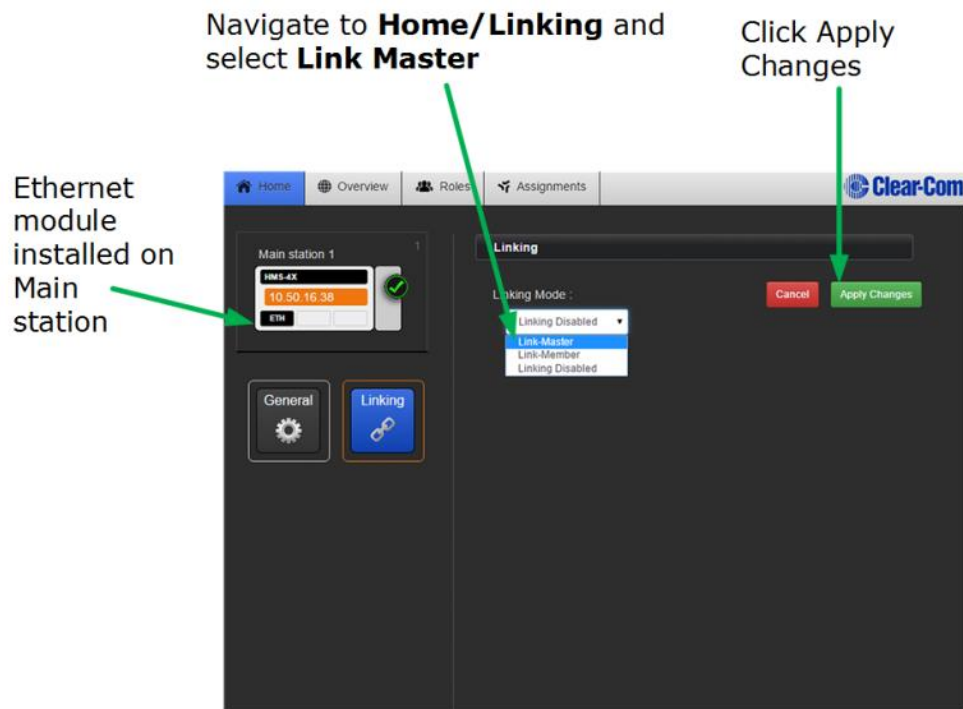 Navigate to Home/Linking and
select Link Master
Click Apply
Changes
Ethernet
module
installed on
Main
station
Home
Overview
Roles
Assignments
Clear-Com
Main station 1
1
HMS-4X
10.50.16.38
ETH
General
Linking
Linking
Linking Mode :
Cancel
Apply Changes
Linking Disabled
Link-Master
Link-Member
Linking Disabled